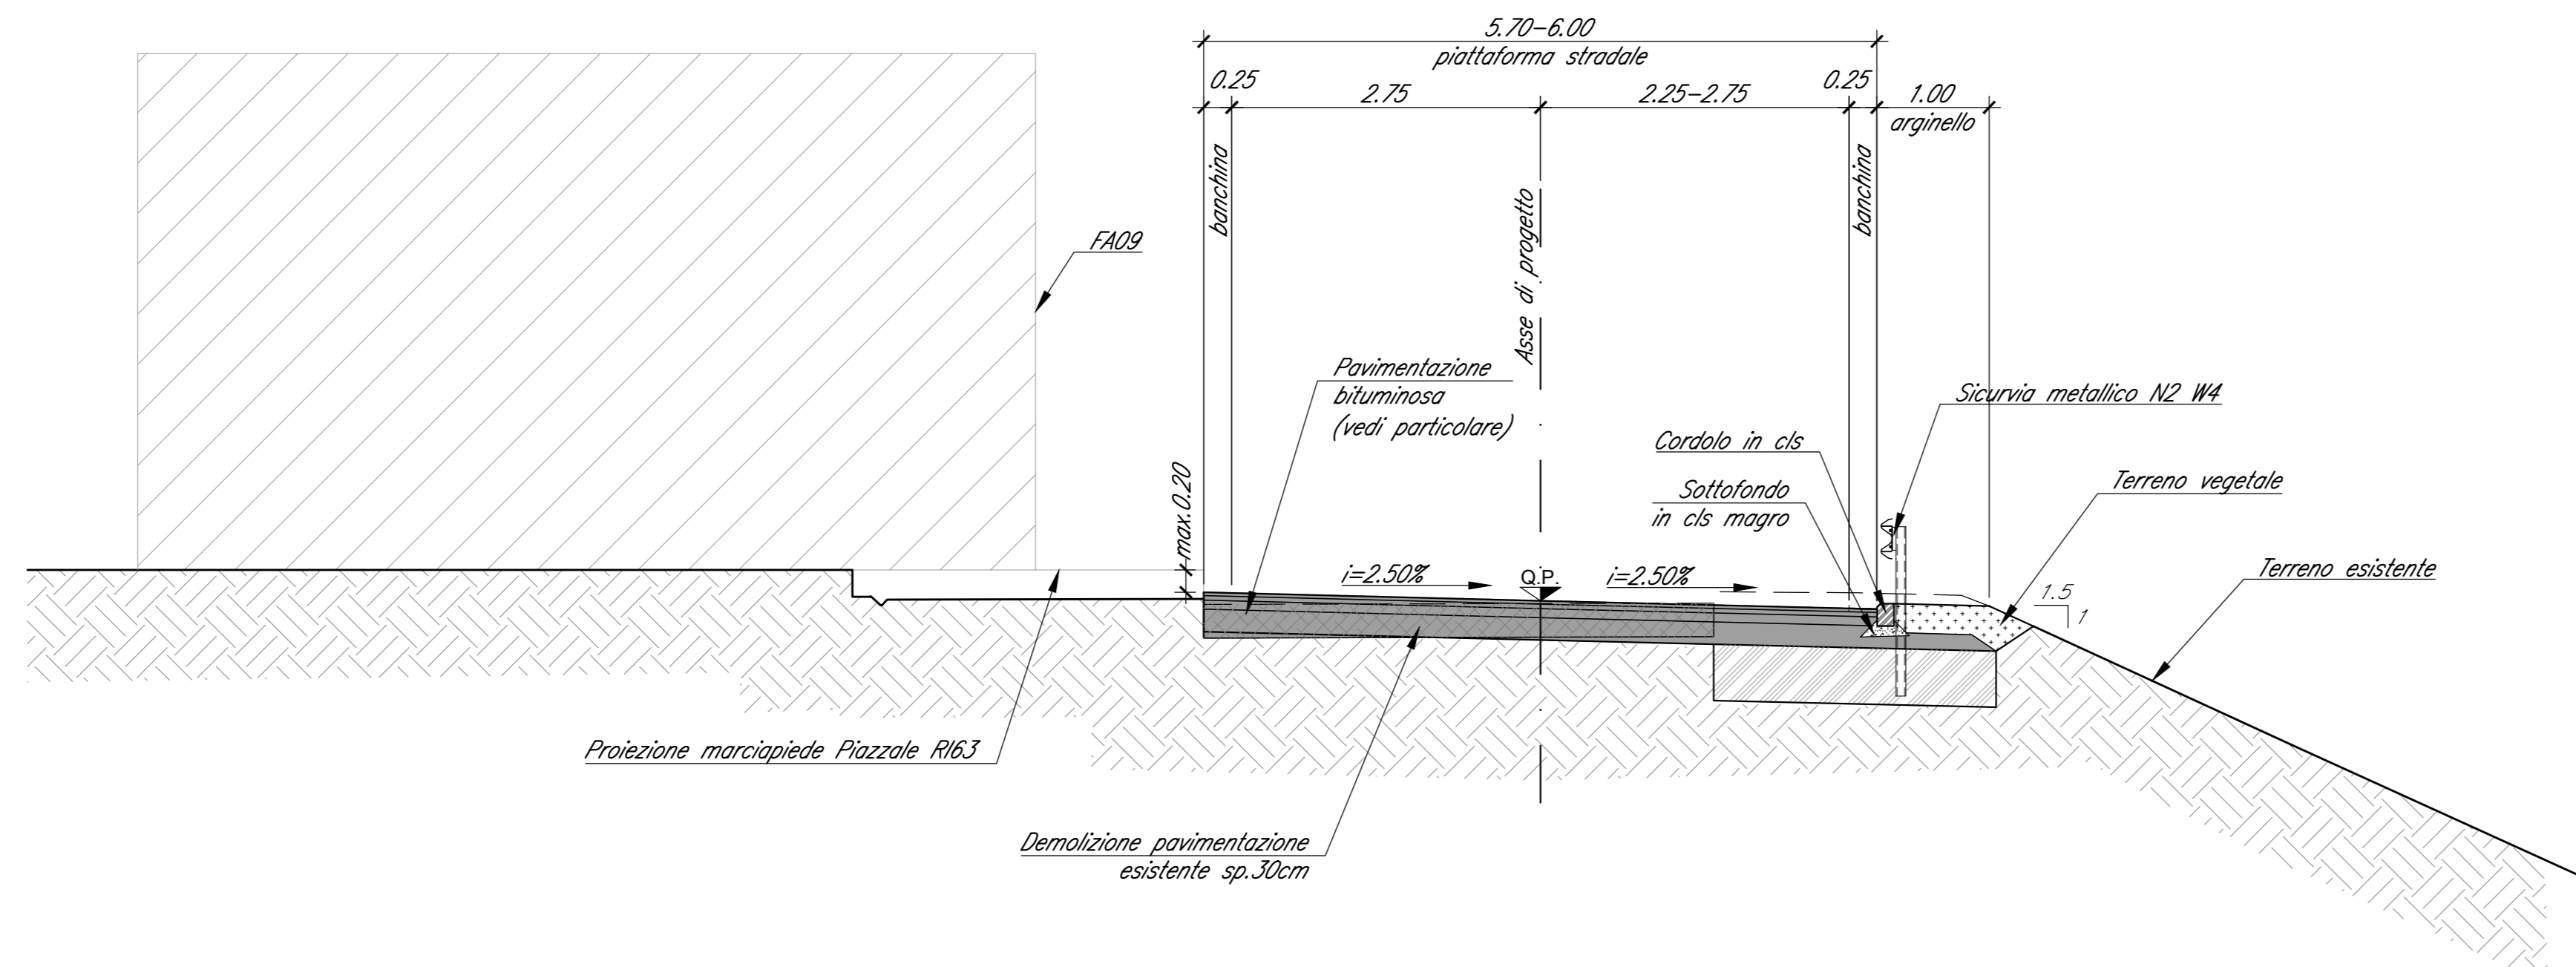 5.70-6.00
piattaforma stradale
0.25
2.75
2.25-2.75
0.25
1.00
arginello
banchina
Asse di progetto
banchina
FA09
Pavimentazione
bituminosa
(vedi particolare)
Sicurvia metallico N2 W4
Cordolo in cls
Sottofondo
in cls magro
Terreno vegetale
max.0.20
i=2.50%
Q.P.
i=2.50%
1.5
1
Terreno esistente
Proiezione marciapiede Piazzale RI63
Demolizione pavimentazione
esistente sp.30cm